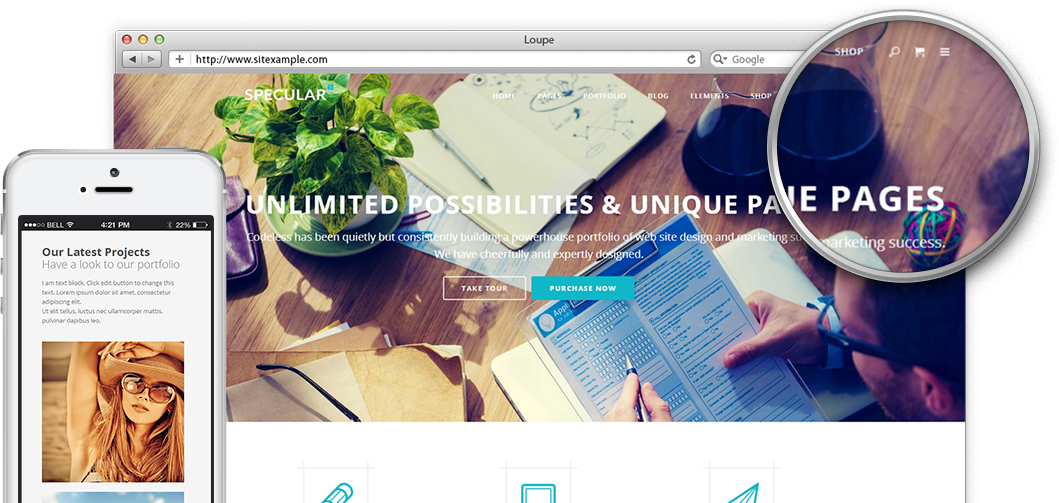 Loupe
http://www.sitexample.com
Google
SPECULAR
HOME PAGES PORTFOLIO BLOG ELEMENTS SHOP
SHOP
UNLIMITED POSSIBILITIES & UNIQUE PA
UE PAGES
Codeless has been quietly but consistently building a powerhouse portfolio of web site design and marketing su
marketing success.
We have cheerfully and expertly designed.
TAKE TOUR
PURCHASE NOW
BELL 4:21 PM 22%
Our Latest Projects
Have a look to our portfolio
I am text block. Click edit button to change this
text. Lorem ipsum dolor sit amet, consectetur
adipiscing elit.
Ut elit tellus, luctus nec ullamcorper mattis,
pulvinar dapibus leo.